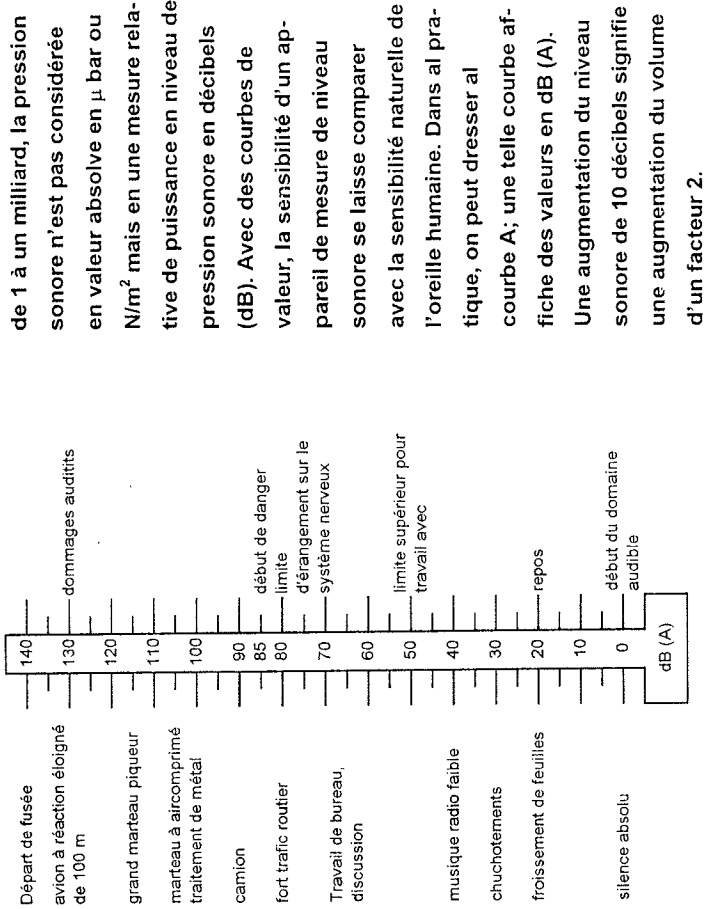 de 1 à un milliard, la pression
sonore n'est pas considérée
en valeur absolve en μ bar ou
N/m² mais en une mesure rela-
tive de puissance en niveau de
pression sonore en décibels
(dB). Avec des courbes de
valeur, la sensibilité d'un ap-
pareil de mesure de niveau
sonore se laisse comparer
avec la sensibilité naturelle de
l'oreille humaine. Dans al pra-
tique, on peut dresser al
courbe A; une telle courbe af-
fiche des valeurs en dB (A).
Une augmentation du niveau
sonore de 10 décibels signifie
une augmentation du volume
d'un facteur 2.
Départ de fusée
avion à réaction éloigné
de 100 m
grand marteau piqueur
marteau à aircomprimé
traitement de métal
camion
fort trafic routier
Travail de bureau,
discussion
musique radio faible
chuchotements
froissement de feuilles
silence absolu
140
130
120
110
100
90
85
80
70
60
50
40
30
20
10
0
dB (A)
dommages auditits
début de danger
limite
d'érangement sur le
système nerveux
limite supérieur pour
travail avec
repos
début du domaine
audible